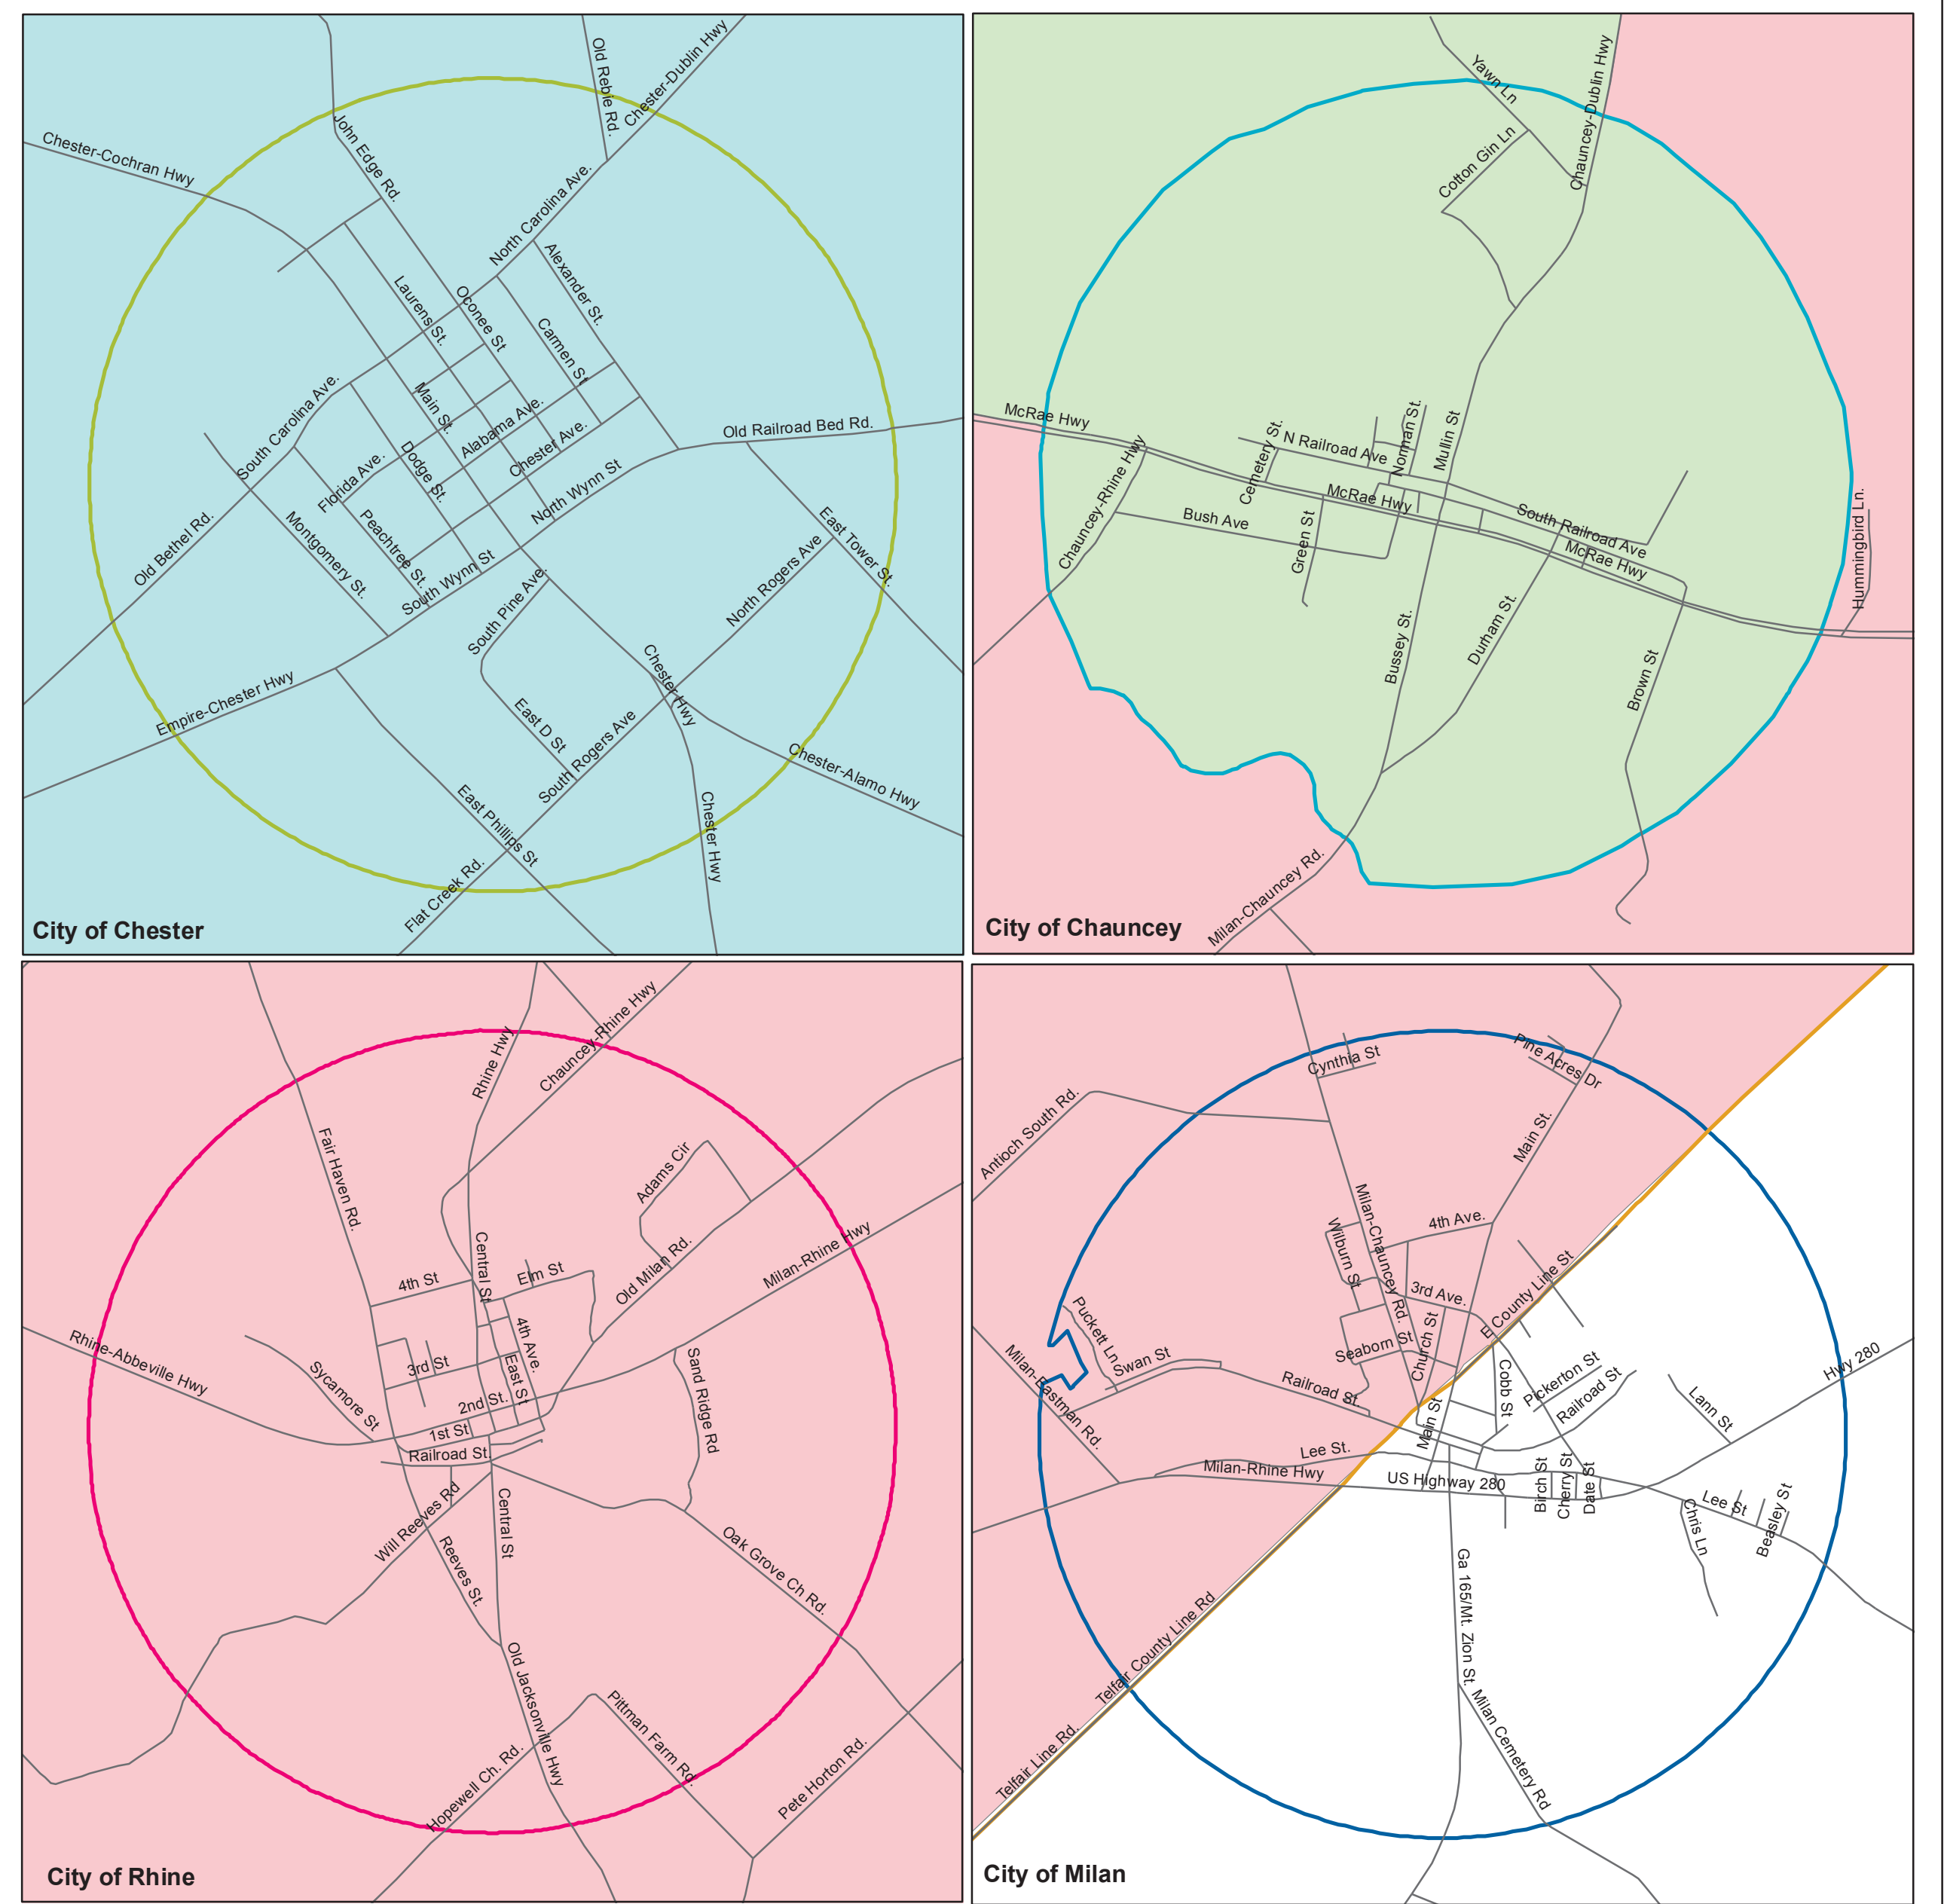 Old Rebie Rd.
Chester-Dublin Hwy
Chester-Cochran Hwy
John Edge Rd.
North Carolina Ave.
Alexander St.
Laurens St.
Oconee St
Carmen St
South Carolina Ave.
Main St.
Alabama Ave.
Chester Ave.
Old Railroad Bed Rd.
Florida Ave.
Dodge St.
North Wynn St
Old Bethel Rd.
Montgomery St.
Peachtree St.
South Wynn St
East Tower St.
North Rogers Ave
South Pine Ave.
Empire-Chester Hwy
Chester Hwy
East D St
South Rogers Ave
Chester-Alamo Hwy
East Phillips St
Chester Hwy
Flat Creek Rd.
City of Chester
Yawn Ln
Chauncey-Dublin Hwy
Cotton Gin Ln
McRae Hwy
Chauncey-Rhine Hwy
Cemetery St.
N Railroad Ave
Norman St.
Mullin St
McRae Hwy
Bush Ave
Green St
South Railroad Ave
McRae Hwy
Hummingbird Ln.
Bussey St.
Durham St.
Brown St
Milan-Chauncey Rd.
City of Chauncey
Rhine Hwy
Chauncey-Rhine Hwy
Fair Haven Rd.
Adams Cir
Central St
4th St
Elm St
Old Milan Rd.
Milan-Rhine Hwy
Rhine-Abbeville Hwy
Sycamore St
3rd St
4th Ave.
East St
2nd St.
1st St
Railroad St.
Sand Ridge Rd
Will Reeves Rd
Central St
Reeves St.
Oak Grove Ch Rd.
Old Jacksonville Hwy
Hopewell Ch. Rd.
Pittman Farm Rd.
Pete Horton Rd.
City of Rhine
Cynthia St
Pine Acres Dr
Antioch South Rd.
Main St.
Milan-Chauncey Rd.
4th Ave.
Wilburn St
3rd Ave.
E County Line St
Puckett Ln
Swan St
Seaborn St
Church St
Milan-Eastman Rd.
Railroad St.
Main St
Cobb St
Pickerton St
Railroad St
Lann St
Hwy 280
Lee St.
Milan-Rhine Hwy
US Highway 280
Birch St
Cherry St
Date St
Lee St
Chris Ln
Beasley St
Ga 165/Mt. Zion St.
Telfair County Line Rd
Telfair Line Rd.
Milan Cemetery Rd
City of Milan